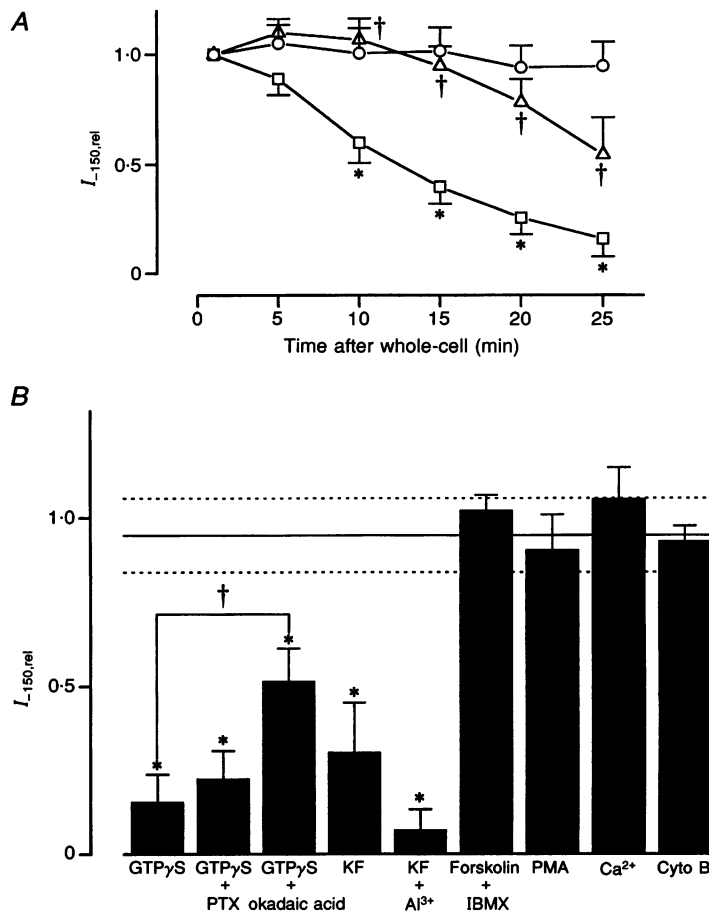 A
1·0
0·5
0
I−150,rel
†
†
†
†
*
*
*
*
0 5 10 15 20 25
Time after whole-cell (min)
B
1·0
0·5
0
I−150,rel
†
*
*
*
*
*
GTPγS GTPγS GTPγS KF KF Forskolin PMA Ca²⁺ Cyto B
+ + + +
PTX okadaic acid Al³⁺ IBMX